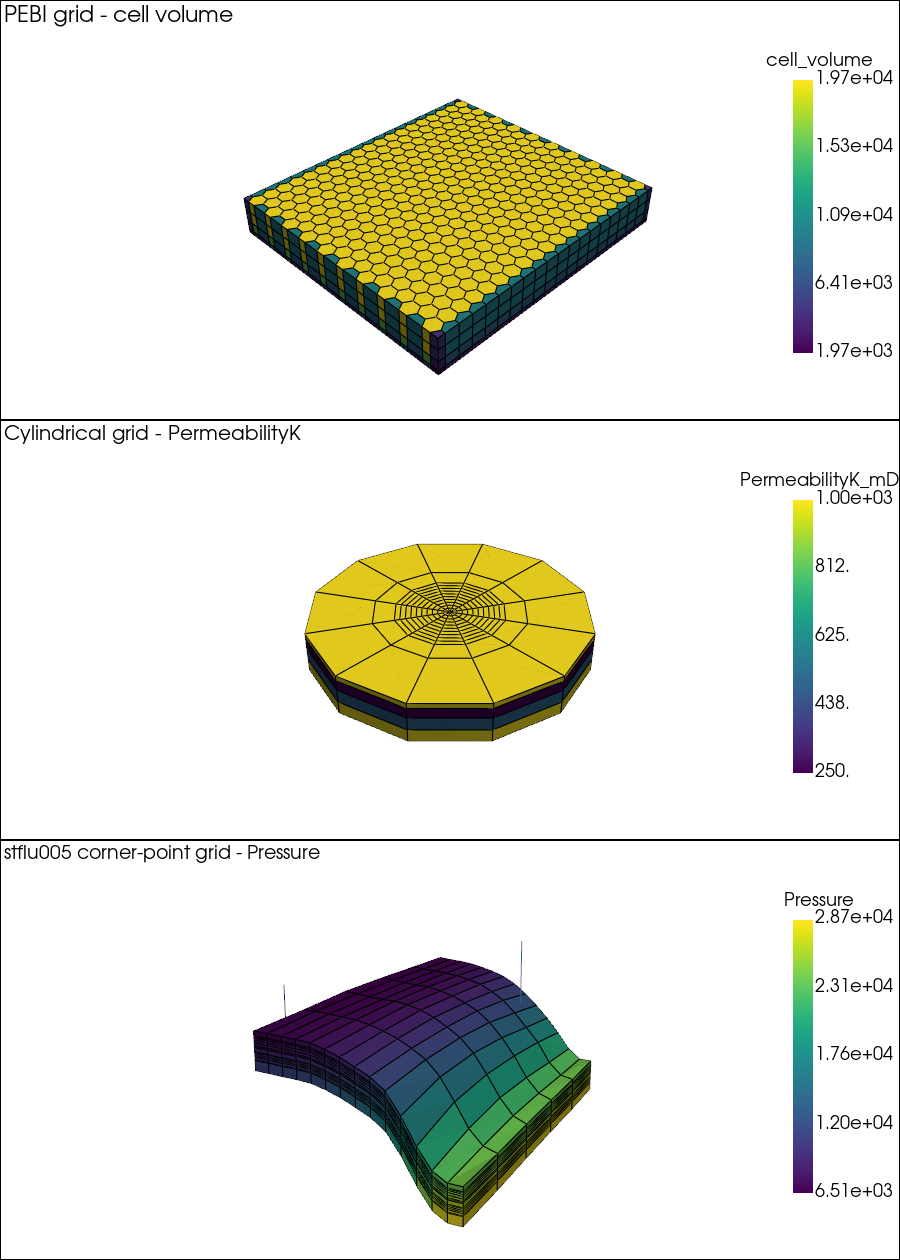 PEBI grid - cell volume
cell_volume
1.97e+04
1.53e+04
1.09e+04
6.41e+03
1.97e+03
Cylindrical grid - PermeabilityK
PermeabilityK_mD
1.00e+03
812.
625.
438.
250.
stflu005 corner-point grid - Pressure
Pressure
2.87e+04
2.31e+04
1.76e+04
1.20e+04
6.51e+03